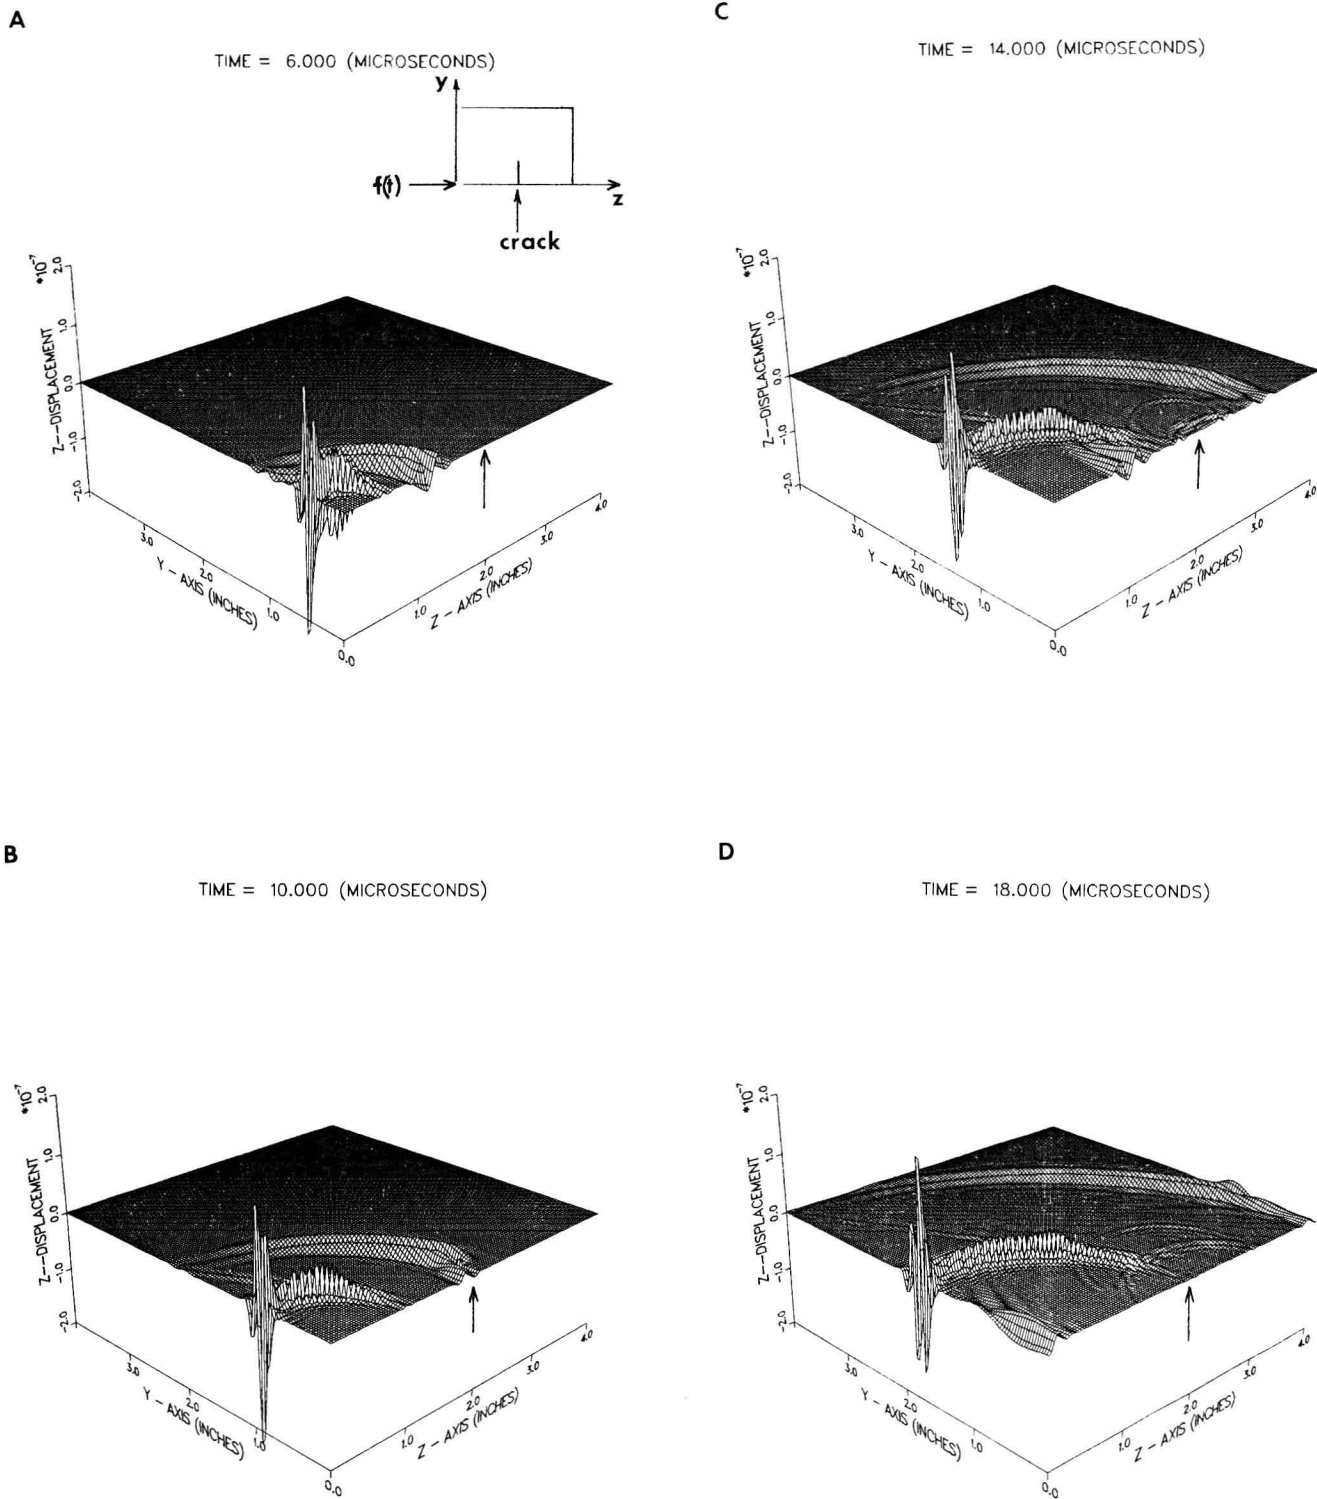 A
TIME = 6.000 (MICROSECONDS)
y
f(t)
z
crack
*10⁻⁷
2.0
1.0
0.0
-1.0
-2.0
Z---DISPLACEMENT
3.0
2.0
1.0
Y - AXIS (INCHES)
0.0
1.0
2.0
3.0
4.0
Z - AXIS (INCHES)
C
TIME = 14.000 (MICROSECONDS)
*10⁻⁷
2.0
1.0
0.0
-1.0
-2.0
Z---DISPLACEMENT
3.0
2.0
1.0
Y - AXIS (INCHES)
0.0
1.0
2.0
3.0
4.0
Z - AXIS (INCHES)
B
TIME = 10.000 (MICROSECONDS)
*10⁻⁷
2.0
1.0
0.0
-1.0
-2.0
Z---DISPLACEMENT
3.0
2.0
1.0
Y - AXIS (INCHES)
0.0
1.0
2.0
3.0
4.0
Z - AXIS (INCHES)
D
TIME = 18.000 (MICROSECONDS)
*10⁻⁷
2.0
1.0
0.0
-1.0
-2.0
Z---DISPLACEMENT
3.0
2.0
1.0
Y - AXIS (INCHES)
0.0
1.0
2.0
3.0
4.0
Z - AXIS (INCHES)